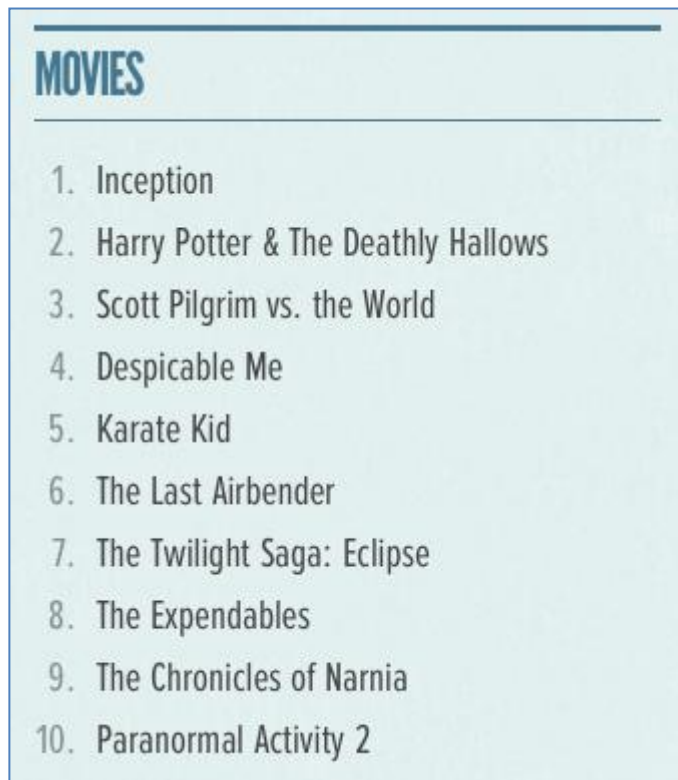 MOVIES
1. Inception
2. Harry Potter & The Deathly Hallows
3. Scott Pilgrim vs. the World
4. Despicable Me
5. Karate Kid
6. The Last Airbender
7. The Twilight Saga: Eclipse
8. The Expendables
9. The Chronicles of Narnia
10. Paranormal Activity 2